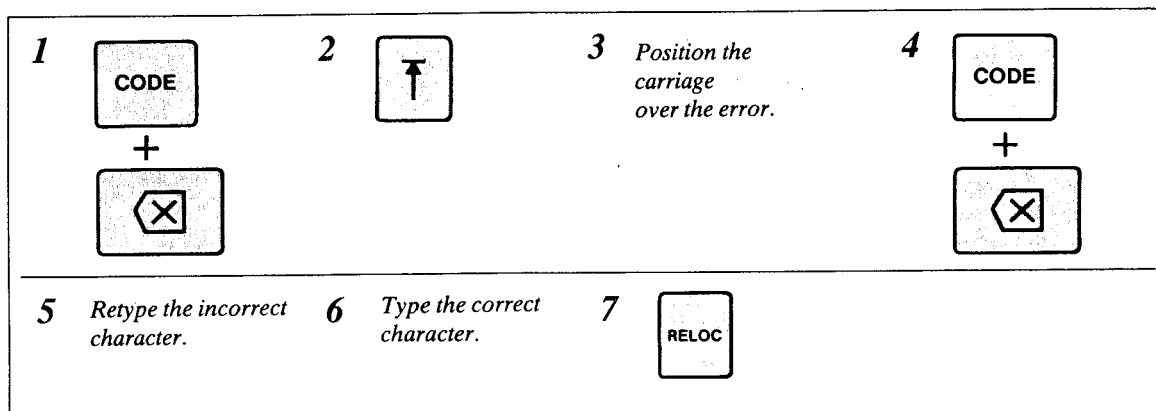 1
CODE
+
2
3
Position the
carriage
over the error.
4
CODE
+
5
Retype the incorrect
character.
6
Type the correct
character.
7
RELOC